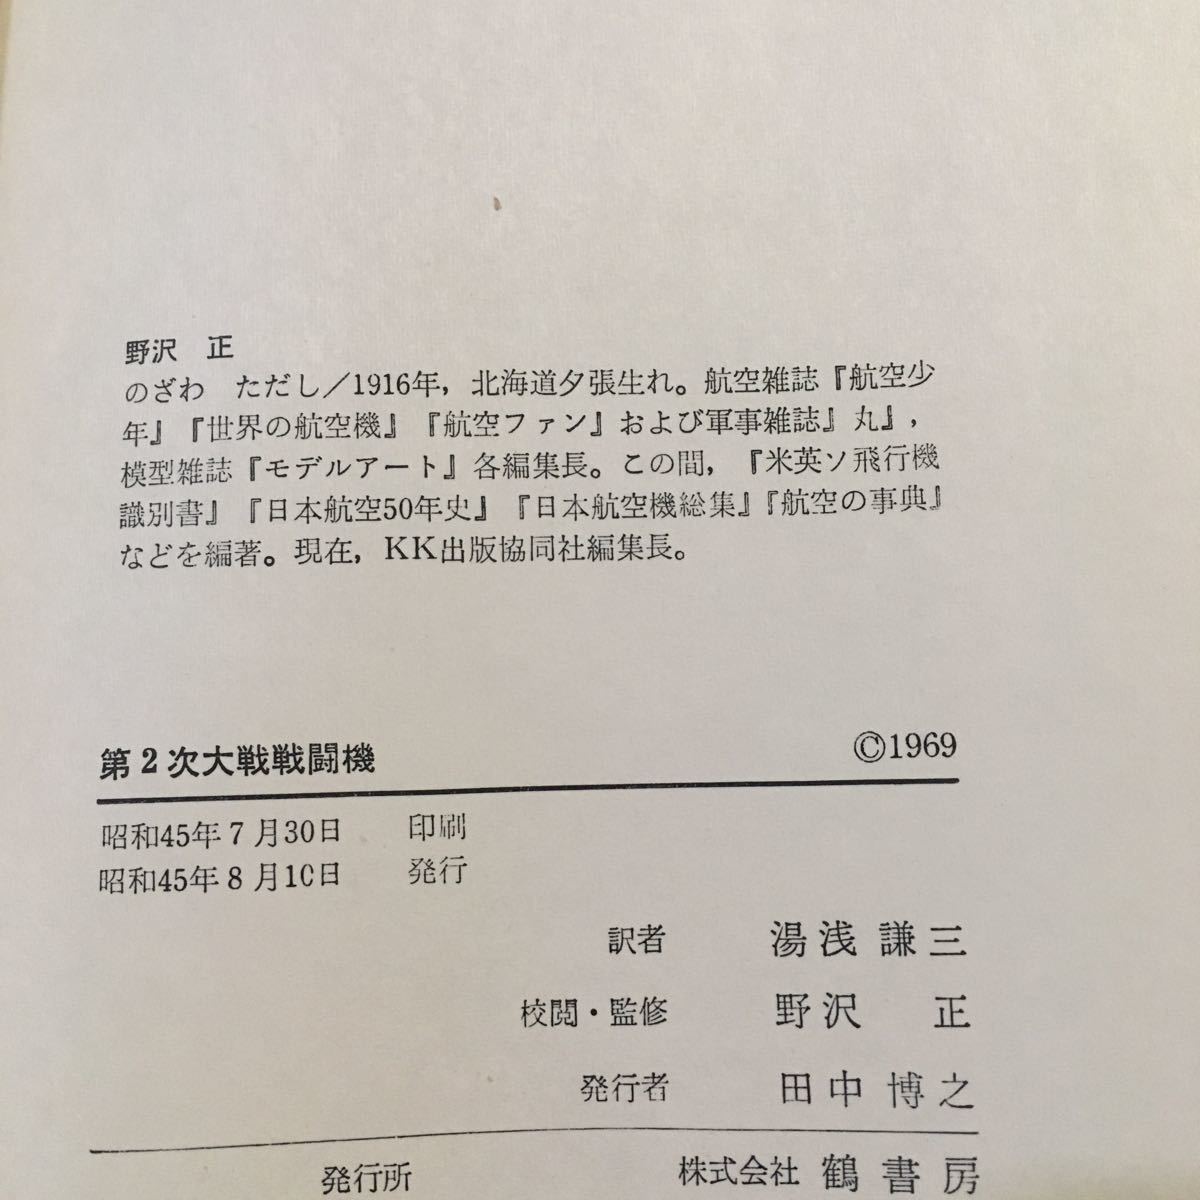 野沢　正
のざわ　ただし／1916年，北海道夕張生れ。航空雑誌『航空少
年』『世界の航空機』『航空ファン』および軍事雑誌』丸』，
模型雑誌『モデルアート』各編集長。この間，『米英ソ飛行機
識別書』『日本航空50年史』『日本航空機総集』『航空の事典』
などを編著。現在，KK出版協同社編集長。
第2次大戦戦闘機　©1969
昭和45年7月30日　印刷
昭和45年8月10日　発行
訳者　湯浅謙三
校閲・監修　野沢　正
発行者　田中博之
発行所　株式会社　鶴書房